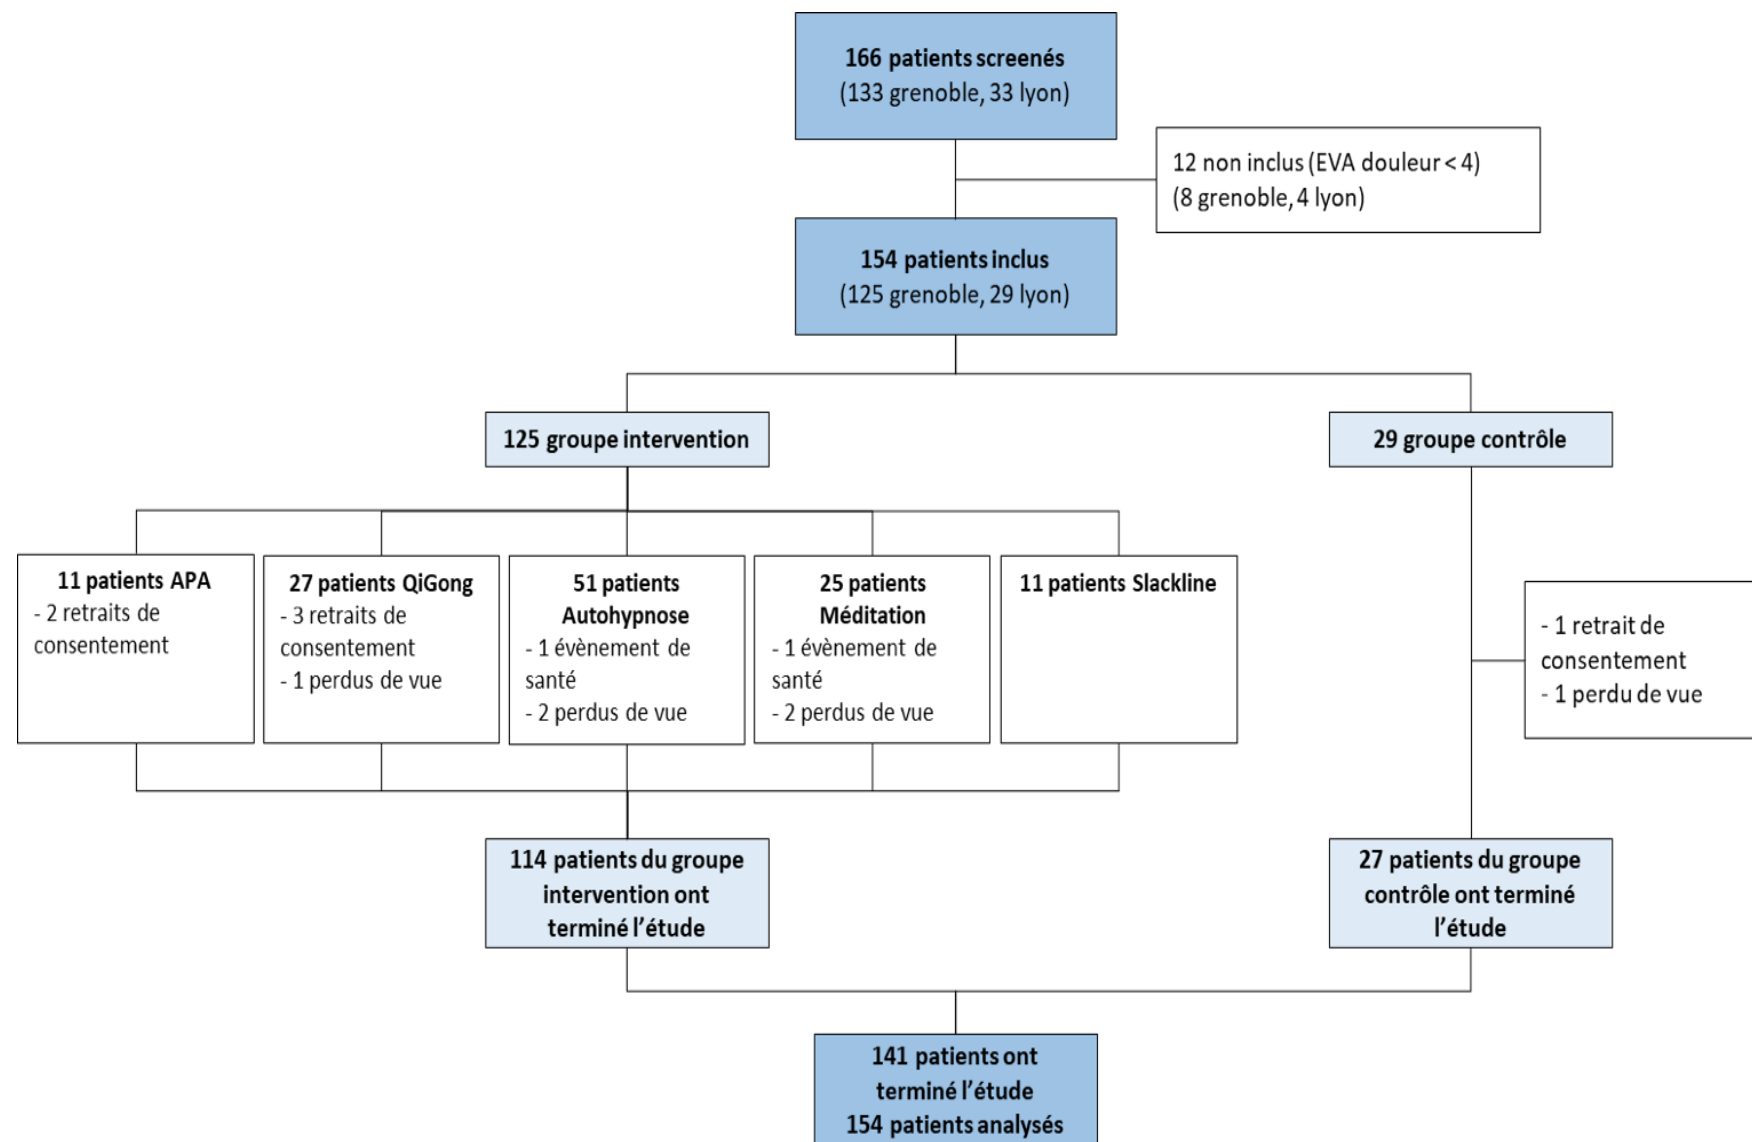 166 patients screenés
(133 grenoble, 33 lyon)
12 non inclus (EVA douleur < 4)
(8 grenoble, 4 lyon)
154 patients inclus
(125 grenoble, 29 lyon)
125 groupe intervention
29 groupe contrôle
11 patients APA
- 2 retraits de
consentement
27 patients QiGong
- 3 retraits de
consentement
- 1 perdus de vue
51 patients
Autohypnose
- 1 évènement de
santé
- 2 perdus de vue
25 patients
Méditation
- 1 évènement de
santé
- 2 perdus de vue
11 patients Slackline
- 1 retrait de
consentement
- 1 perdu de vue
114 patients du groupe
intervention ont
terminé l’étude
27 patients du groupe
contrôle ont terminé
l’étude
141 patients ont
terminé l’étude
154 patients analysés